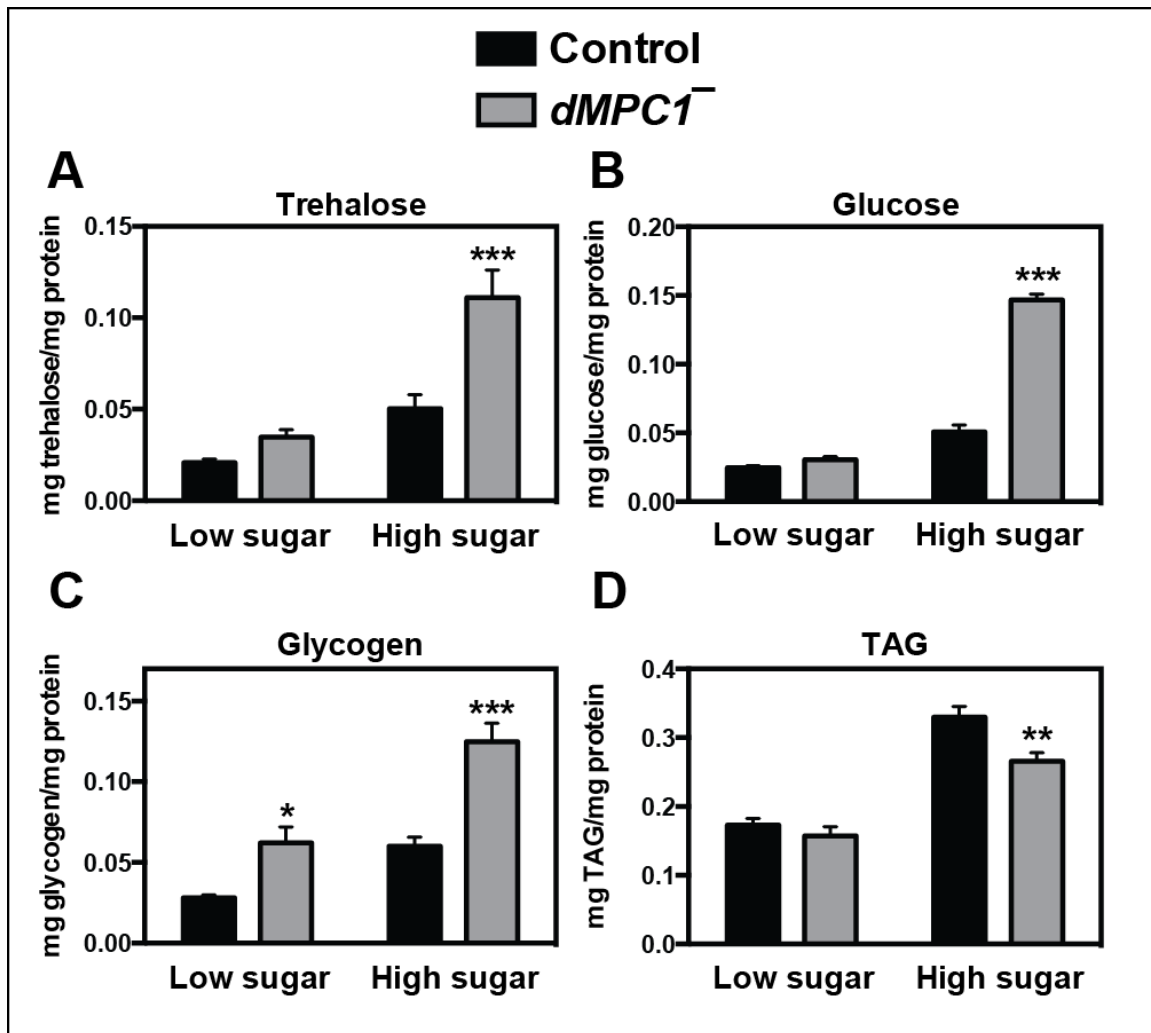 Control
dMPC1⁻
A
Trehalose
mg trehalose/mg protein
0.15
0.10
0.05
0.00
***
Low sugar
High sugar
B
Glucose
mg glucose/mg protein
0.20
0.15
0.10
0.05
0.00
***
Low sugar
High sugar
C
Glycogen
mg glycogen/mg protein
0.15
0.10
0.05
0.00
*
***
Low sugar
High sugar
D
TAG
mg TAG/mg protein
0.4
0.3
0.2
0.1
0.0
**
Low sugar
High sugar